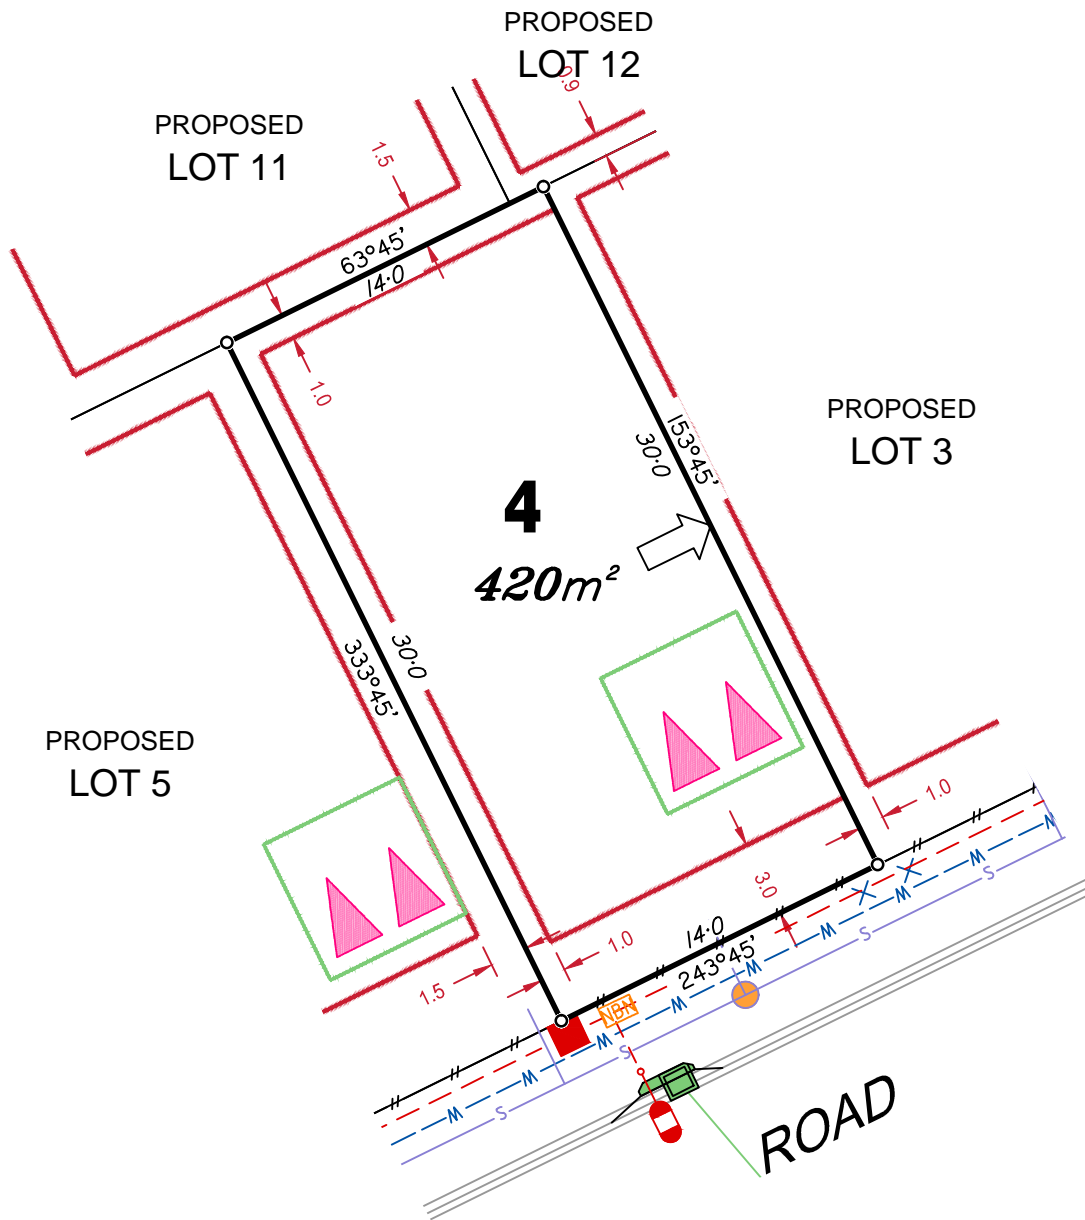 PROPOSED
LOT 12
0.9
PROPOSED
LOT 11
1.5
63°45'
14·0
1.0
PROPOSED
LOT 3
153°45'
30·0
4
420m²
30·0
333°45'
PROPOSED
LOT 5
1.0
3.0
14·0
243°45'
1.0
1.5
NBN
W
W
W
W
W
W
W
W
W
S
S
S
S
ROAD